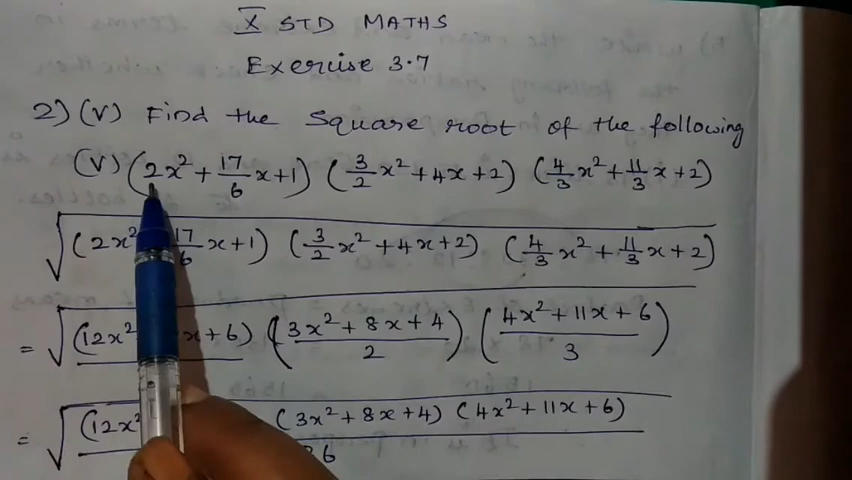 X STD MATHS
Exercise 3.7
2) (V) Find the square root of the following
(V) (2x² + 17/6 x + 1) (3/2 x² + 4x + 2) (4/3 x² + 11/3 x + 2)
√(2x² 17/6 x + 1) (3/2 x² + 4x + 2) (4/3 x² + 11/3 x + 2)
= √(12x² x + 6) ((3x² + 8x + 4)/2) ((4x² + 11x + 6)/3)
= √(12x² (3x² + 8x + 4) (4x² + 11x + 6) / 36